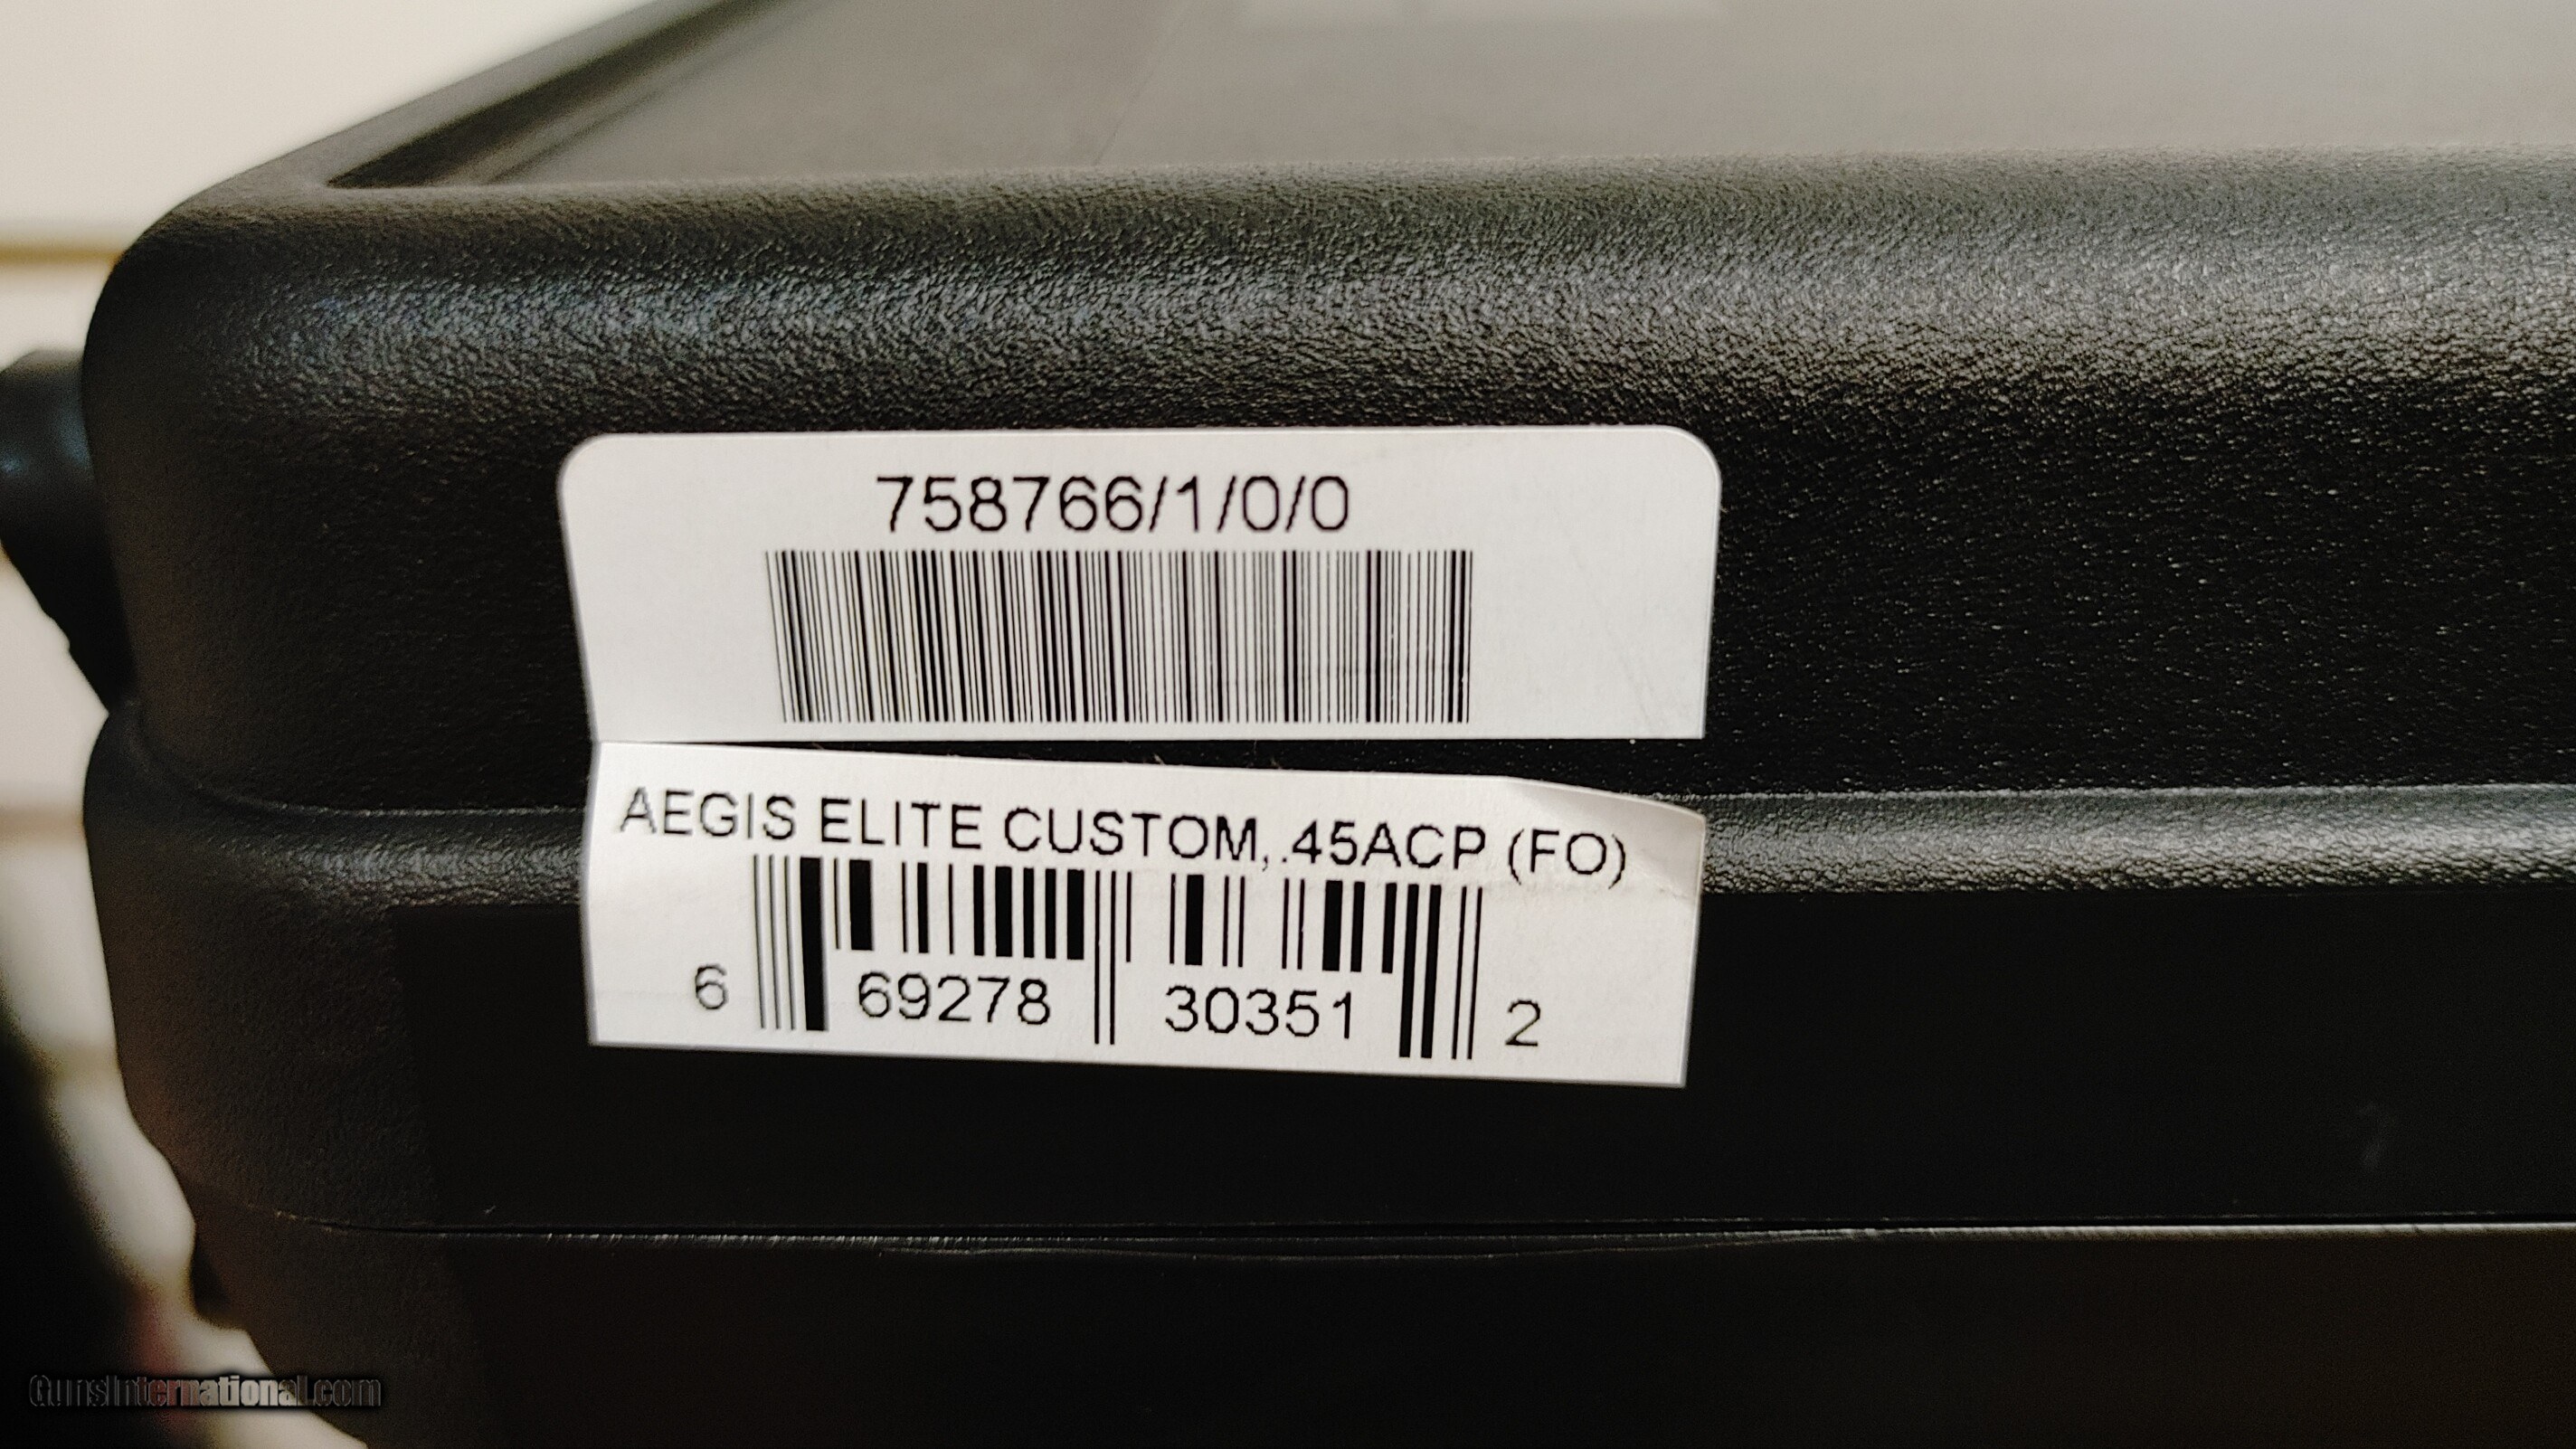 758766/1/0/0
AEGIS ELITE CUSTOM, .45ACP (FO)
6 69278 30351 2
GunsInternational.com